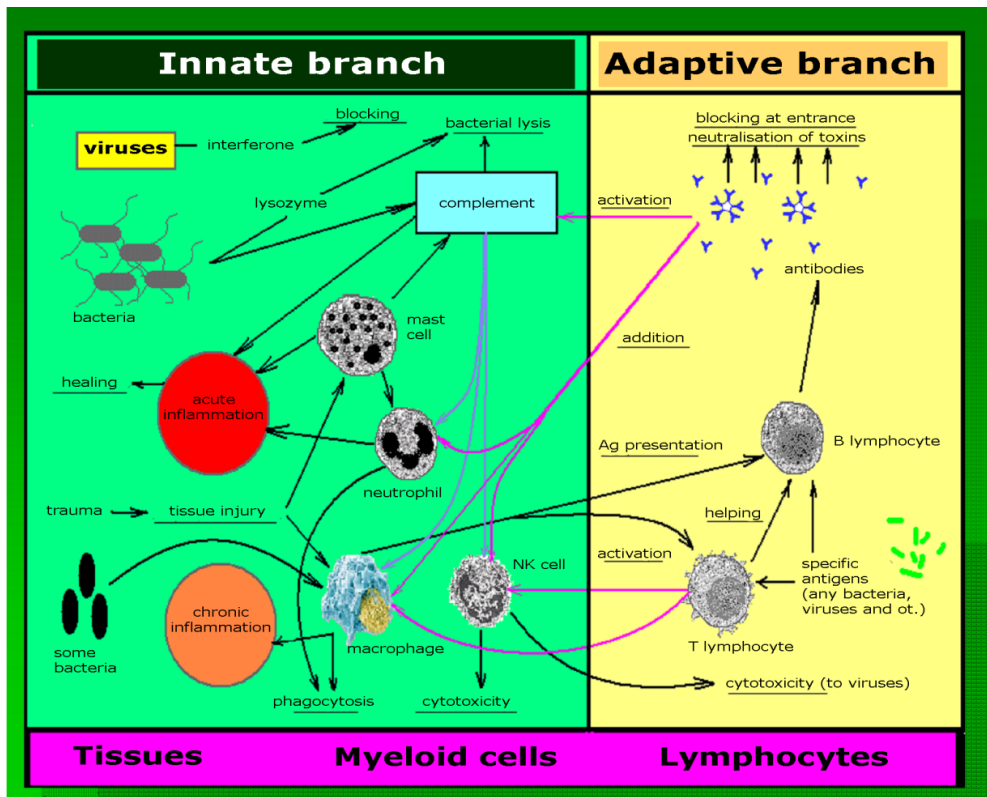 Innate branch
Adaptive branch
blocking
bacterial lysis
viruses
interferone
blocking at entrance
neutralisation of toxins
lysozyme
complement
activation
bacteria
mast
cell
antibodies
addition
healing
acute
inflammation
Ag presentation
B lymphocyte
neutrophil
trauma
tissue injury
helping
activation
NK cell
specific
antigens
(any bacteria,
viruses and ot.)
chronic
inflammation
some
bacteria
macrophage
T lymphocyte
cytotoxicity (to viruses)
phagocytosis
cytotoxicity
Tissues
Myeloid cells
Lymphocytes